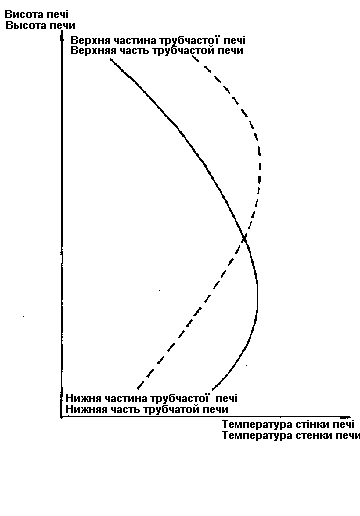 Висота печі
Высота печи
Верхня частина трубчастої печі
Верхняя часть трубчастой печи
Нижня частина трубчастої печі
Нижняя часть трубчатой печи
Температура стінки печі
Температура стенки печи